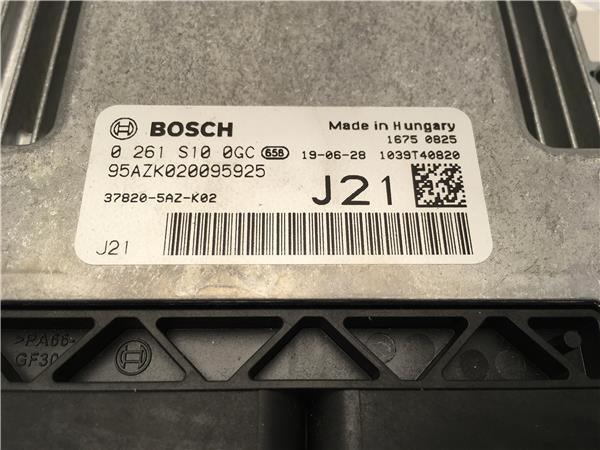 BOSCH
Made in Hungary
1675 0825
0 261 S10 0GC 658 19-06-28 1039T40820
95AZK020095925
37820-5AZ-K02
J21
J21
>PA66-
GF30